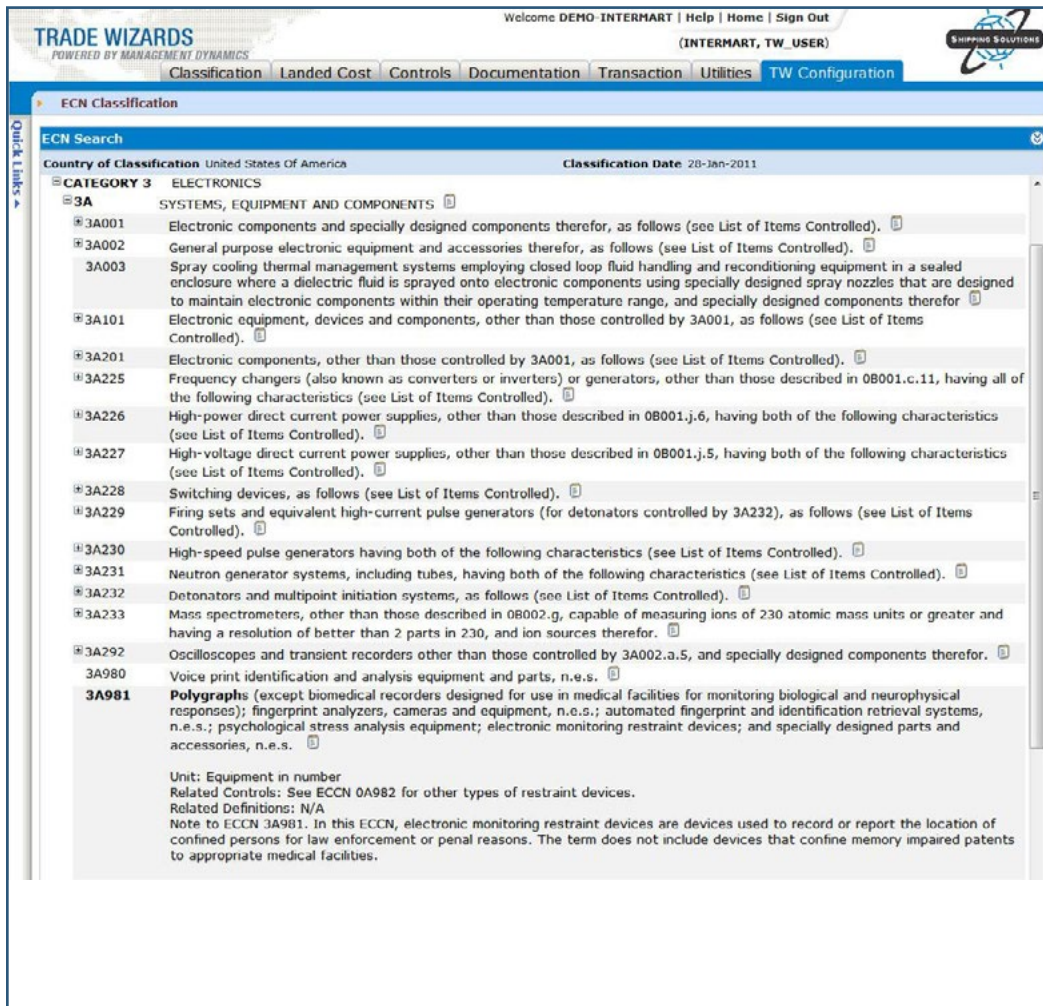 Welcome DEMO-INTERMART | Help | Home | Sign Out
TRADE WIZARDS
POWERED BY MANAGEMENT DYNAMICS
(INTERMART, TW_USER)
SHIPPING SOLUTIONS
Classification Landed Cost Controls Documentation Transaction Utilities TW Configuration
ECN Classification
Quick Links
ECN Search
Country of Classification United States Of America Classification Date 28-Jan-2011
CATEGORY 3 ELECTRONICS
3A SYSTEMS, EQUIPMENT AND COMPONENTS
3A001 Electronic components and specially designed components therefor, as follows (see List of Items Controlled).
3A002 General purpose electronic equipment and accessories therefor, as follows (see List of Items Controlled).
3A003 Spray cooling thermal management systems employing closed loop fluid handling and reconditioning equipment in a sealed
enclosure where a dielectric fluid is sprayed onto electronic components using specially designed spray nozzles that are designed
to maintain electronic components within their operating temperature range, and specially designed components therefor
3A101 Electronic equipment, devices and components, other than those controlled by 3A001, as follows (see List of Items
Controlled).
3A201 Electronic components, other than those controlled by 3A001, as follows (see List of Items Controlled).
3A225 Frequency changers (also known as converters or inverters) or generators, other than those described in 0B001.c.11, having all of
the following characteristics (see List of Items Controlled).
3A226 High-power direct current power supplies, other than those described in 0B001.j.6, having both of the following characteristics
(see List of Items Controlled).
3A227 High-voltage direct current power supplies, other than those described in 0B001.j.5, having both of the following characteristics
(see List of Items Controlled).
3A228 Switching devices, as follows (see List of Items Controlled).
3A229 Firing sets and equivalent high-current pulse generators (for detonators controlled by 3A232), as follows (see List of Items
Controlled).
3A230 High-speed pulse generators having both of the following characteristics (see List of Items Controlled).
3A231 Neutron generator systems, including tubes, having both of the following characteristics (see List of Items Controlled).
3A232 Detonators and multipoint initiation systems, as follows (see List of Items Controlled).
3A233 Mass spectrometers, other than those described in 0B002.g, capable of measuring ions of 230 atomic mass units or greater and
having a resolution of better than 2 parts in 230, and ion sources therefor.
3A292 Oscilloscopes and transient recorders other than those controlled by 3A002.a.5, and specially designed components therefor.
3A980 Voice print identification and analysis equipment and parts, n.e.s.
3A981 Polygraphs (except biomedical recorders designed for use in medical facilities for monitoring biological and neurophysical
responses); fingerprint analyzers, cameras and equipment, n.e.s.; automated fingerprint and identification retrieval systems,
n.e.s.; psychological stress analysis equipment; electronic monitoring restraint devices; and specially designed parts and
accessories, n.e.s.
Unit: Equipment in number
Related Controls: See ECCN 0A982 for other types of restraint devices.
Related Definitions: N/A
Note to ECCN 3A981. In this ECCN, electronic monitoring restraint devices are devices used to record or report the location of
confined persons for law enforcement or penal reasons. The term does not include devices that confine memory impaired patents
to appropriate medical facilities.